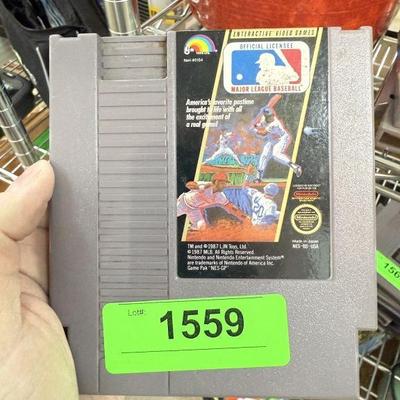 INTERACTIVE VIDEO GAMES
OFFICIAL LICENSEE
MAJOR LEAGUE BASEBALL
America's favorite pastime
brought to life with all
the excitement of
a real game!
TM and © 1987 LJN Toys, Ltd.
© 1987 MLB. All Rights Reserved.
Nintendo and Nintendo Entertainment System®
are trademarks of Nintendo of America Inc.
Game Pak "NES-GP"
Made in Japan
NES-BB-USA
Lot#:
1559